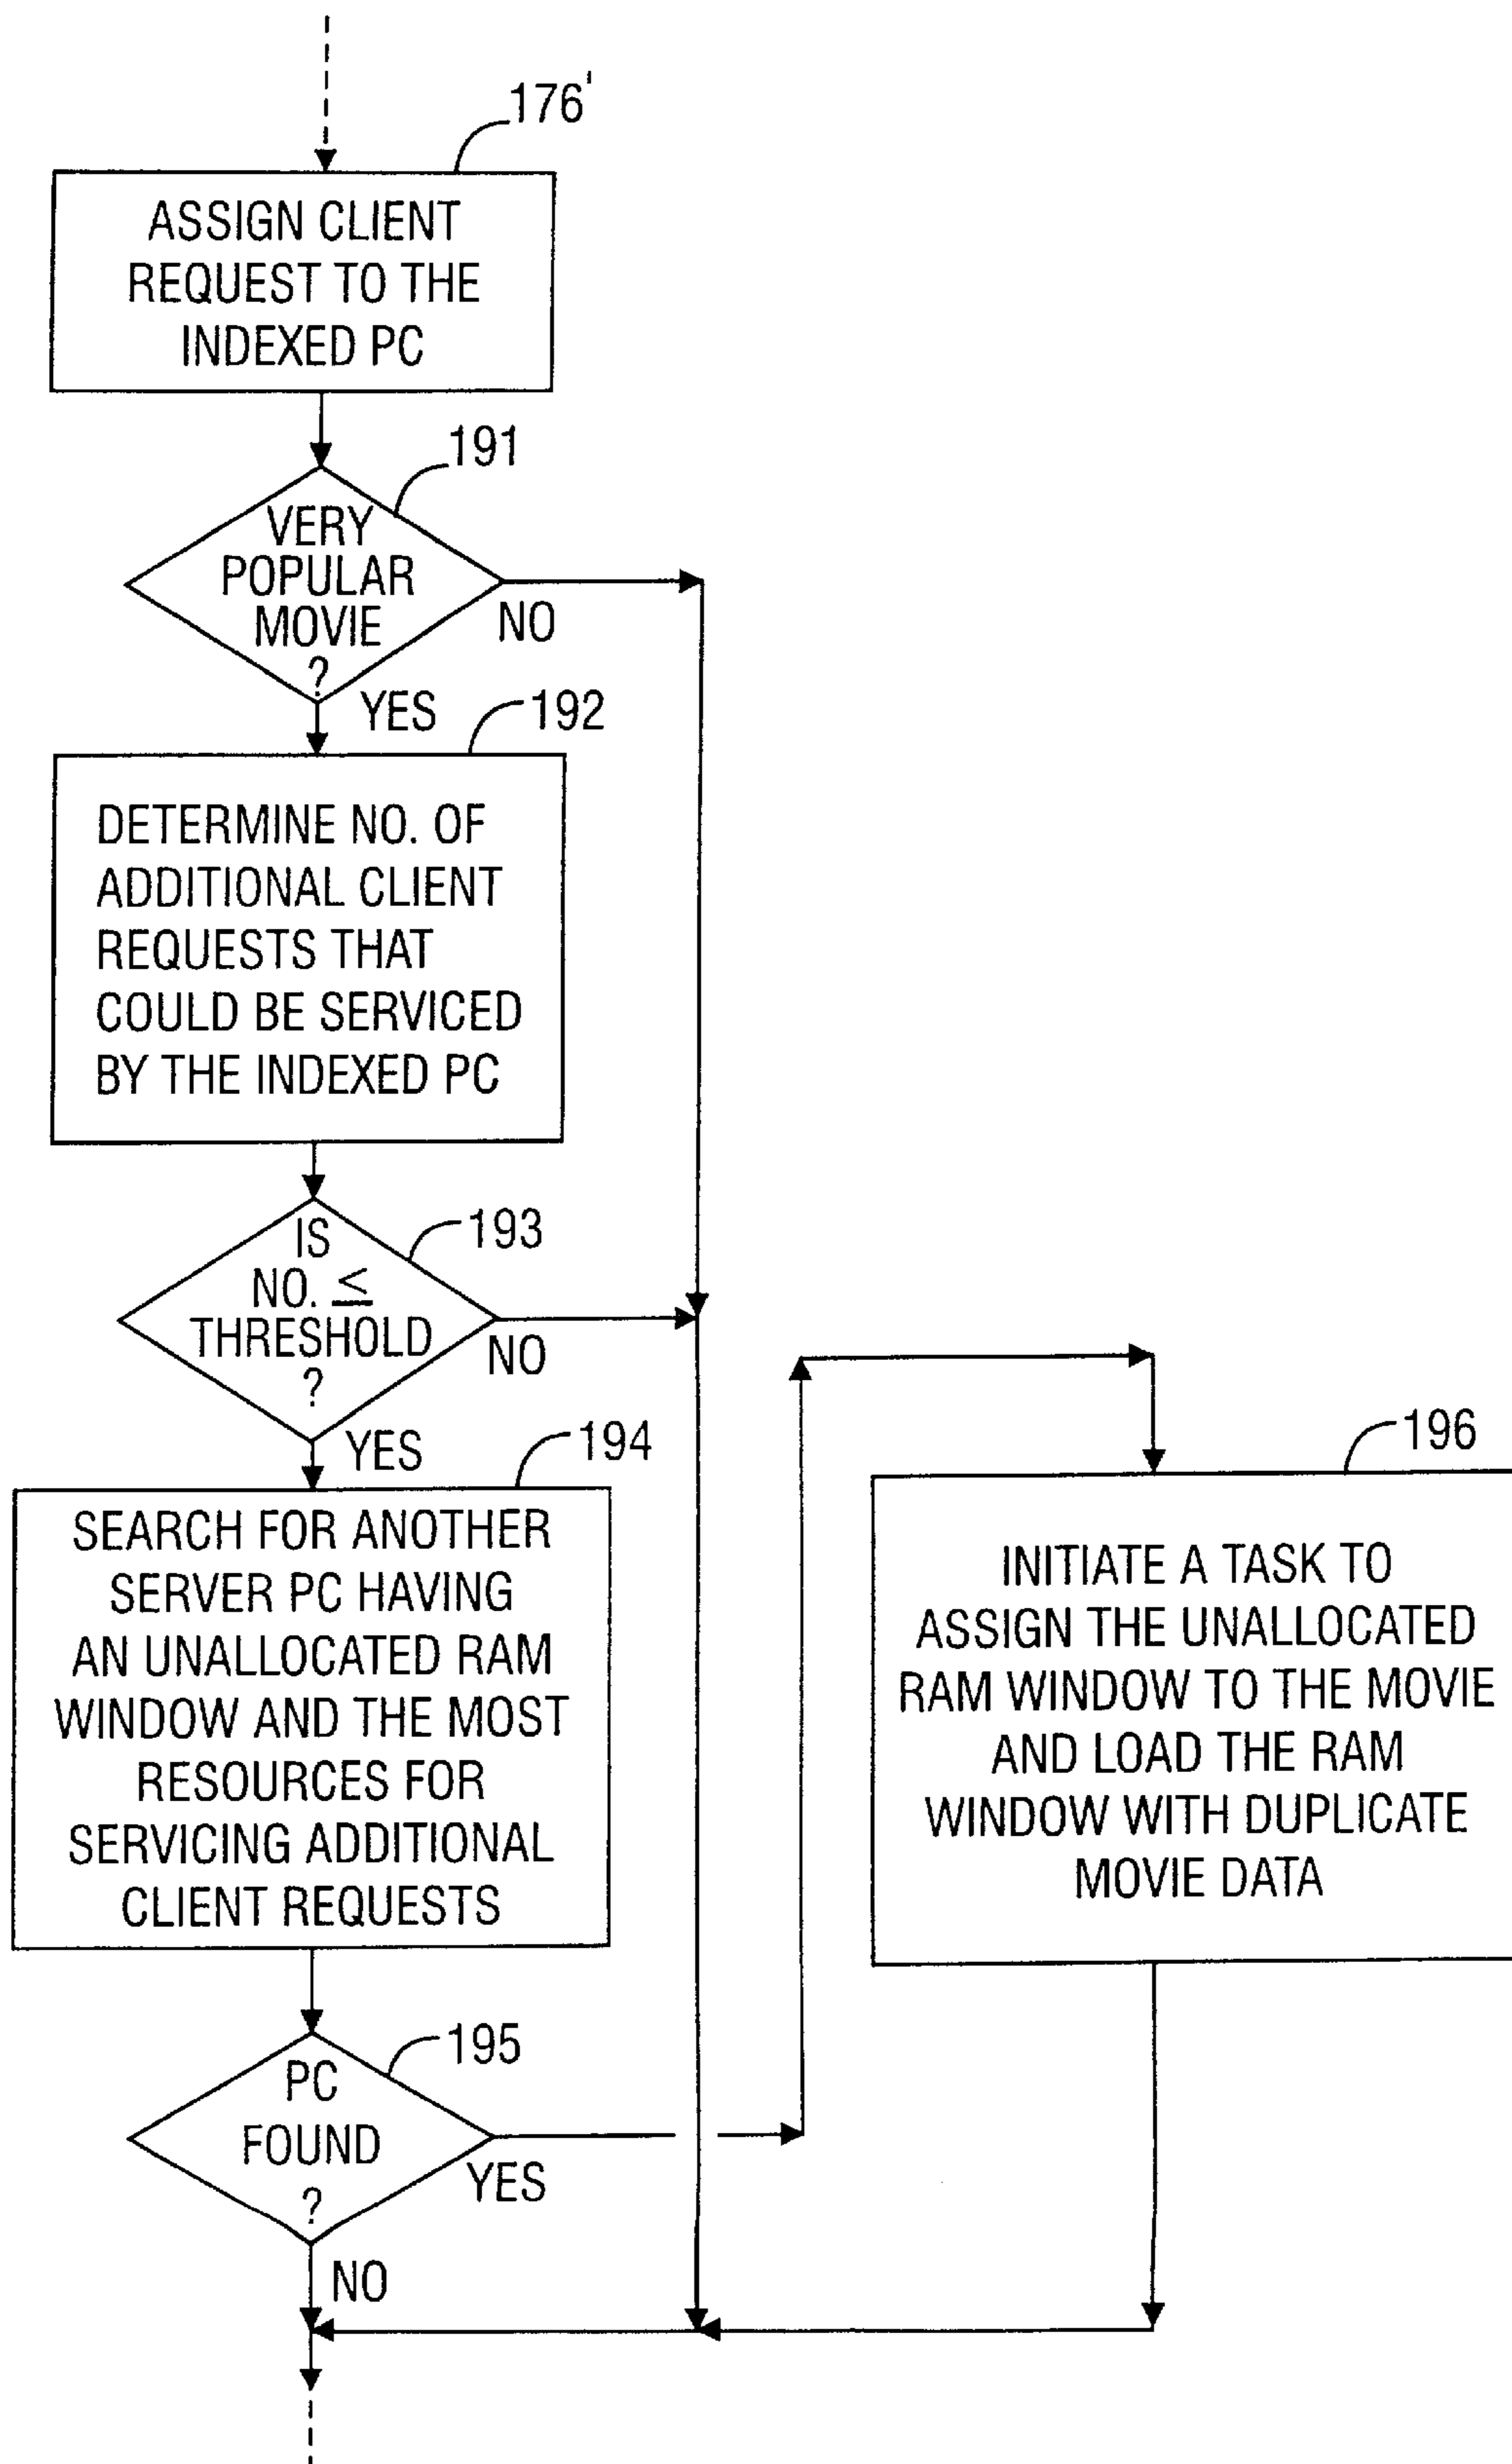 176'
ASSIGN CLIENT
REQUEST TO THE
INDEXED PC
191
VERY
POPULAR
MOVIE
?
NO
YES
192
DETERMINE NO. OF
ADDITIONAL CLIENT
REQUESTS THAT
COULD BE SERVICED
BY THE INDEXED PC
193
IS
NO. ≤
THRESHOLD
?
NO
YES
194
SEARCH FOR ANOTHER
SERVER PC HAVING
AN UNALLOCATED RAM
WINDOW AND THE MOST
RESOURCES FOR
SERVICING ADDITIONAL
CLIENT REQUESTS
195
PC
FOUND
?
YES
NO
196
INITIATE A TASK TO
ASSIGN THE UNALLOCATED
RAM WINDOW TO THE MOVIE
AND LOAD THE RAM
WINDOW WITH DUPLICATE
MOVIE DATA